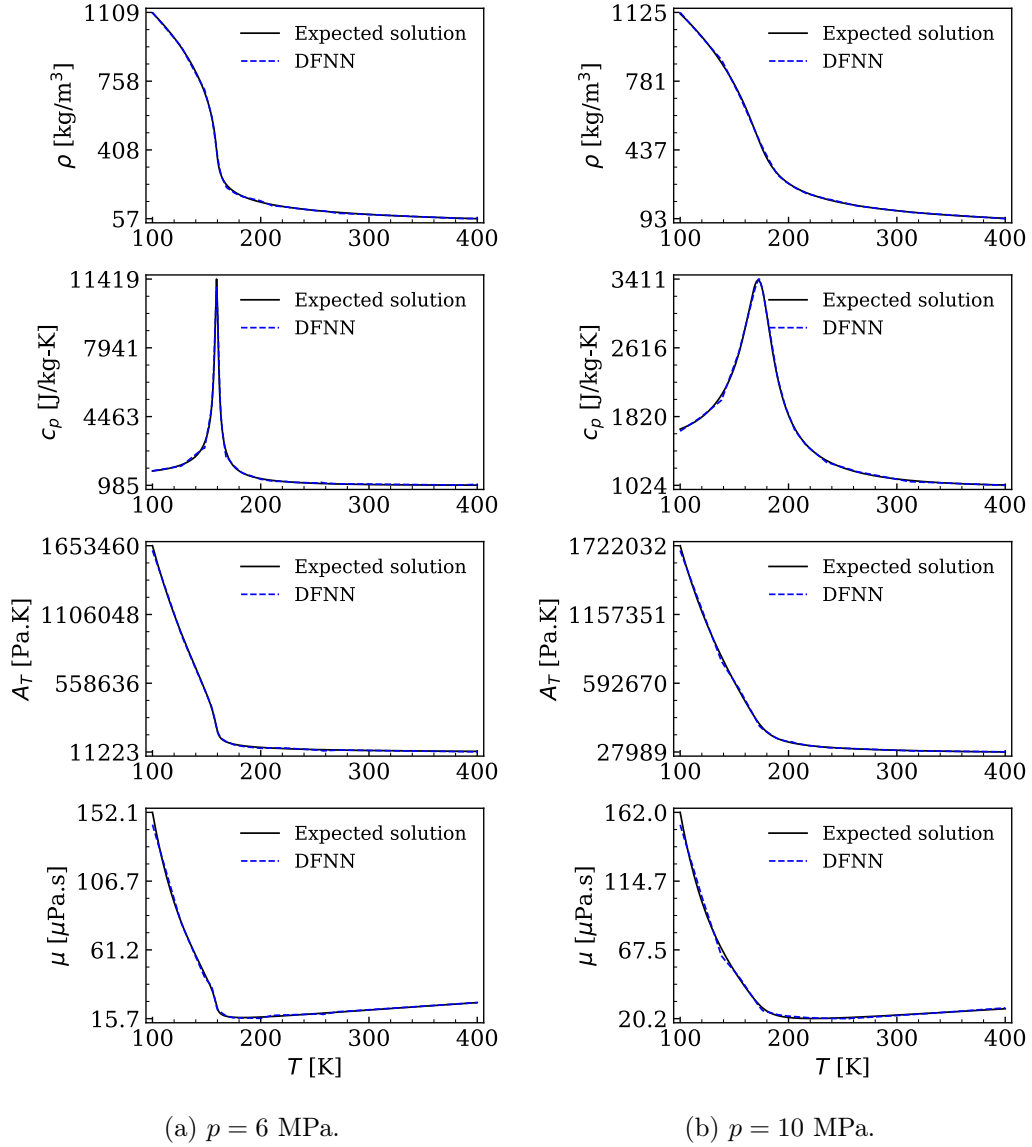 1109
758
408
57
ρ [kg/m³]
Expected solution
DFNN
100 200 300 400
1125
781
437
93
ρ [kg/m³]
Expected solution
DFNN
100 200 300 400
11419
7941
4463
985
c_p [J/kg-K]
Expected solution
DFNN
100 200 300 400
3411
2616
1820
1024
c_p [J/kg-K]
Expected solution
DFNN
100 200 300 400
1653460
1106048
558636
11223
A_T [Pa.K]
Expected solution
DFNN
100 200 300 400
1722032
1157351
592670
27989
A_T [Pa.K]
Expected solution
DFNN
100 200 300 400
152.1
106.7
61.2
15.7
μ [μPa.s]
Expected solution
DFNN
100 200 300 400
T [K]
162.0
114.7
67.5
20.2
μ [μPa.s]
Expected solution
DFNN
100 200 300 400
T [K]
(a) p = 6 MPa.
(b) p = 10 MPa.